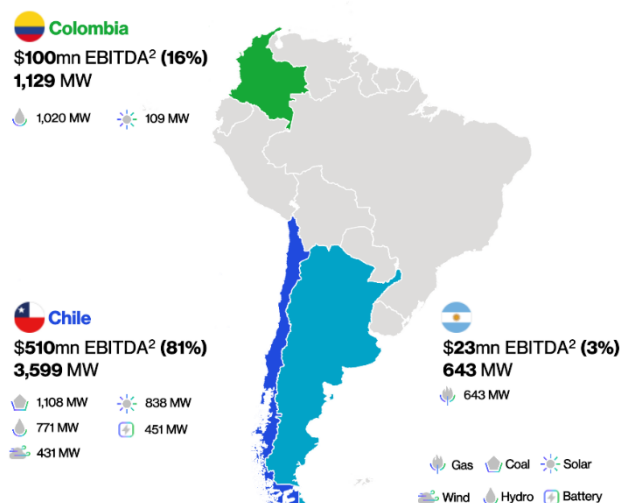 Colombia
$100mn EBITDA² (16%)
1,129 MW
1,020 MW 109 MW
Chile
$510mn EBITDA² (81%)
3,599 MW
1,108 MW 838 MW
771 MW 451 MW
431 MW
$23mn EBITDA² (3%)
643 MW
643 MW
Gas Coal Solar
Wind Hydro Battery